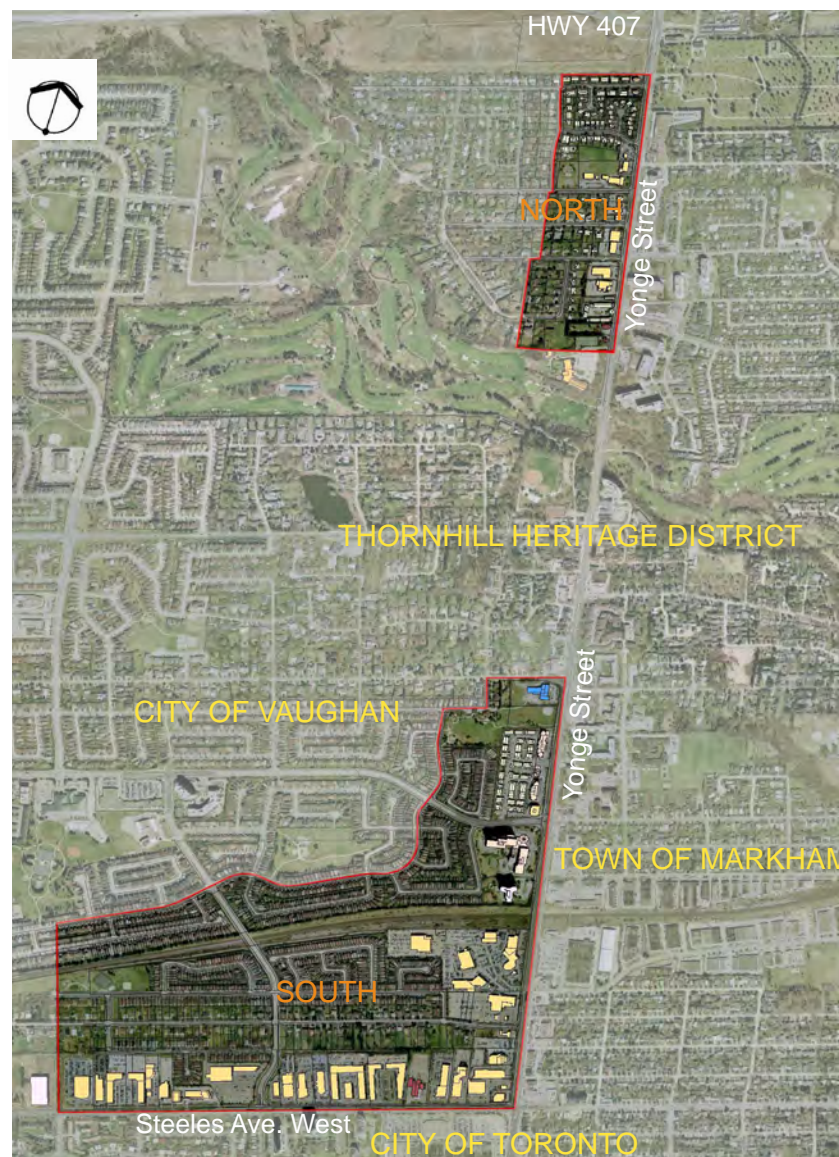 HWY 407
NORTH
Yonge Street
THORNHILL HERITAGE DISTRICT
CITY OF VAUGHAN
Yonge Street
TOWN OF MARKHAM
SOUTH
Steeles Ave. West
CITY OF TORONTO